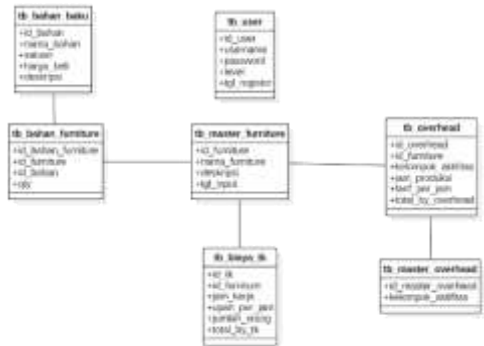 tb_bahan_baku
+id_bahan
+nama_bahan
+satuan
+harga_beli
+deskripsi
tb_user
+id_user
+username
+password
+level
+tgl_register
tb_bahan_furniture
+id_bahan_furniture
+id_furniture
+id_bahan
+qty
tb_master_furniture
+id_furniture
+nama_furniture
+deskripsi
+tgl_input
tb_overhead
+id_overhead
+id_furniture
+kelompok_aktifitas
+jam_produksi
+tarif_per_jam
+total_by_overhead
tb_biaya_tk
+id_tk
+id_furniture
+jam_kerja
+upah_per_jam
+jumlah_orang
+total_by_tk
tb_master_overhead
+id_master_overhead
+kelompok_aktifitas